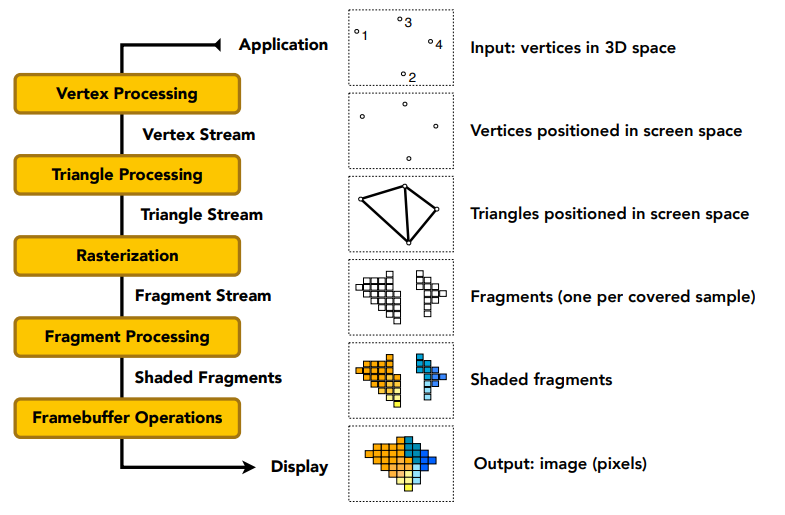 Application
3
1
4
2
Input: vertices in 3D space
Vertex Processing
Vertex Stream
Vertices positioned in screen space
Triangle Processing
Triangle Stream
Triangles positioned in screen space
Rasterization
Fragment Stream
Fragments (one per covered sample)
Fragment Processing
Shaded Fragments
Shaded fragments
Framebuffer Operations
Display
Output: image (pixels)